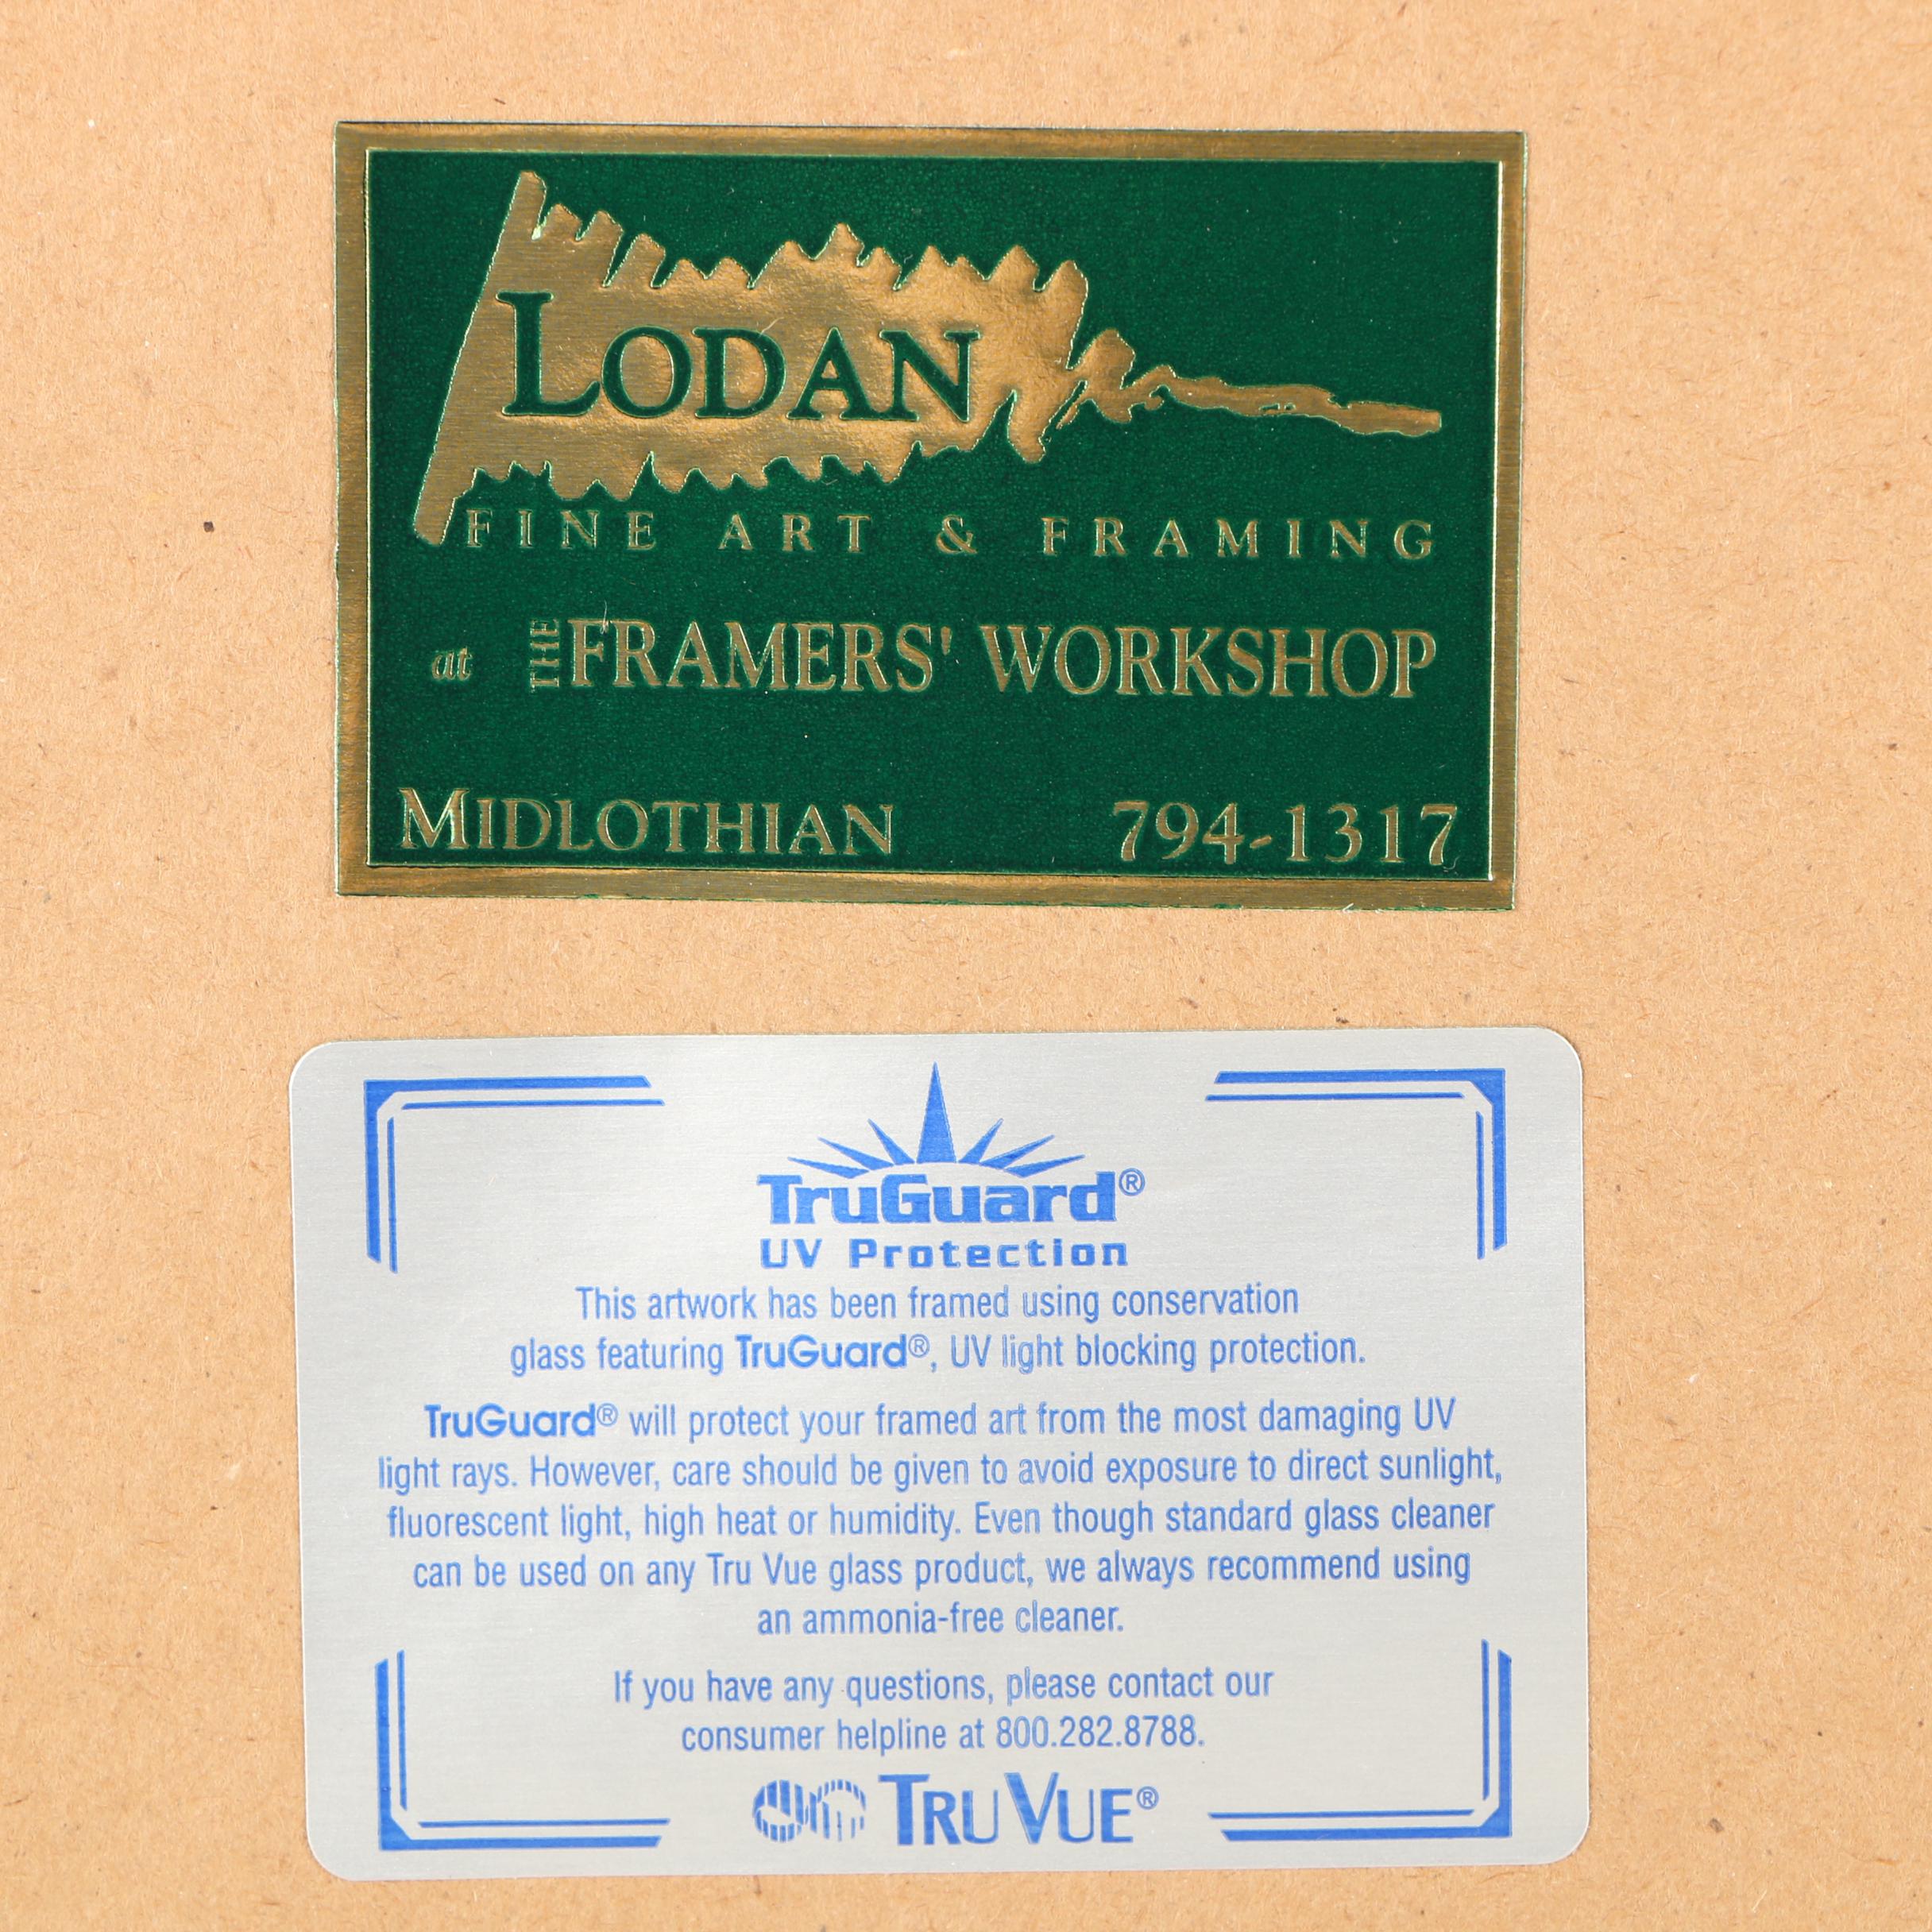 LODAN
FINE ART & FRAMING
at THE FRAMERS' WORKSHOP
MIDLOTHIAN 794-1317
TruGuard®
UV Protection
This artwork has been framed using conservation
glass featuring TruGuard®, UV light blocking protection.
TruGuard® will protect your framed art from the most damaging UV
light rays. However, care should be given to avoid exposure to direct sunlight,
fluorescent light, high heat or humidity. Even though standard glass cleaner
can be used on any Tru Vue glass product, we always recommend using
an ammonia-free cleaner.
If you have any questions, please contact our
consumer helpline at 800.282.8788.
TRU VUE®